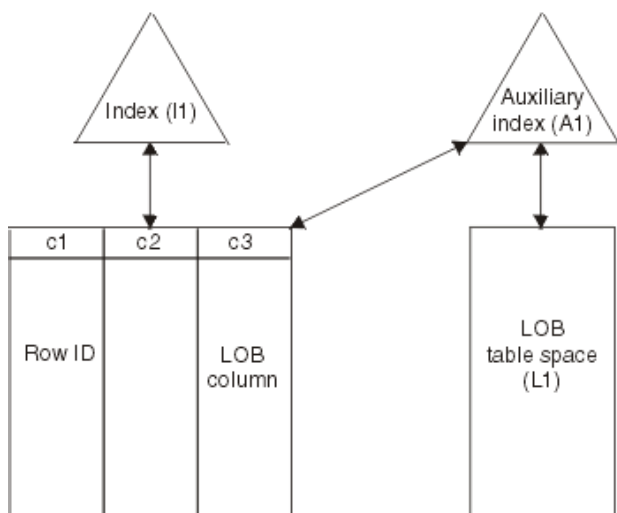 Index (I1)
Auxiliary
index (A1)
c1
c2
c3
Row ID
LOB
column
LOB
table space
(L1)